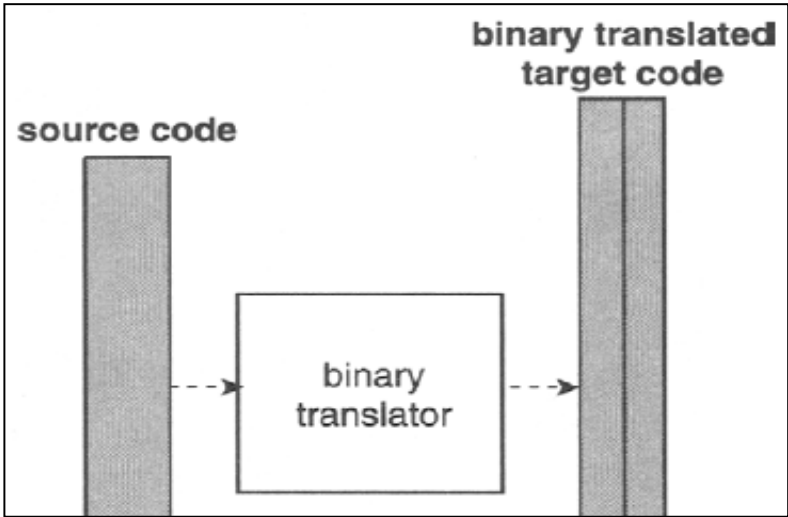 binary translated
target code
source code
binary
translator